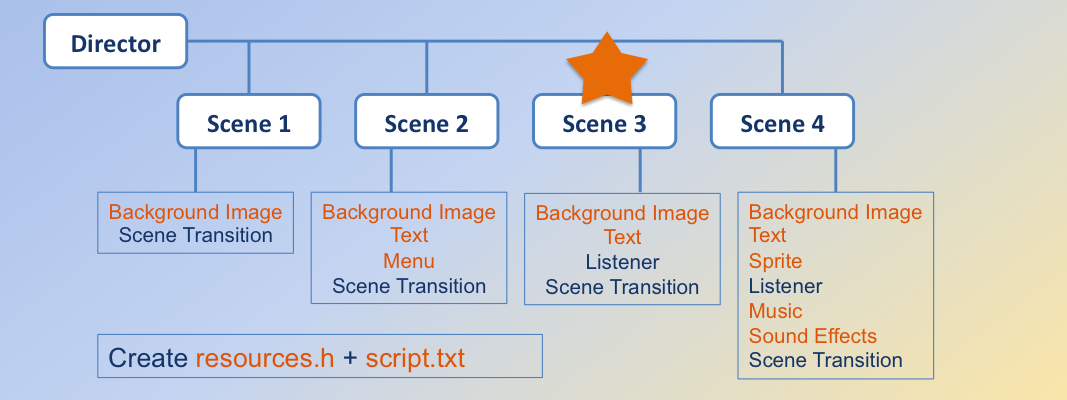 Director
Scene 1
Scene 2
Scene 3
Scene 4
Background Image
Scene Transition
Background Image
Text
Menu
Scene Transition
Background Image
Text
Listener
Scene Transition
Background Image
Text
Sprite
Listener
Music
Sound Effects
Scene Transition
Create resources.h + script.txt